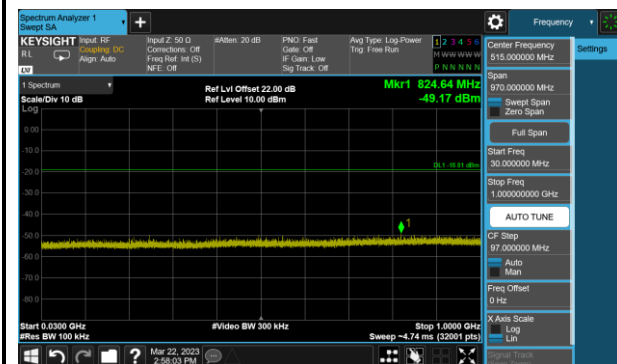 Spectrum Analyzer 1
Swept SA
+
Frequency
KEYSIGHT
RL
LXI
Input: RF
Coupling: DC
Align: Auto
Input Z: 50 Ω
Corrections: Off
Freq Ref: Int (S)
NFE: Off
#Atten: 20 dB
PNO: Fast
Gate: Off
IF Gain: Low
Sig Track: Off
Avg Type: Log-Power
Trig: Free Run
1 2 3 4 5 6
M W W W W W
P N N N N N
Center Frequency
515.000000 MHz
Settings
1 Spectrum
Scale/Div 10 dB
Log
Ref Lvl Offset 22.00 dB
Ref Level 10.00 dBm
Mkr1 824.64 MHz
-49.17 dBm
Span
970.000000 MHz
Swept Span
Zero Span
Full Span
Start Freq
30.000000 MHz
Stop Freq
1.000000000 GHz
AUTO TUNE
CF Step
97.000000 MHz
Auto
Man
Freq Offset
0 Hz
X Axis Scale
Log
Lin
Signal Track
0.00
-10.0
-20.0
-30.0
-40.0
-50.0
-60.0
-70.0
-80.0
1
Start 0.0300 GHz
#Res BW 100 kHz
#Video BW 300 kHz
Stop 1.0000 GHz
Sweep ~4.74 ms (32001 pts)
?
Mar 22, 2023
2:58:03 PM